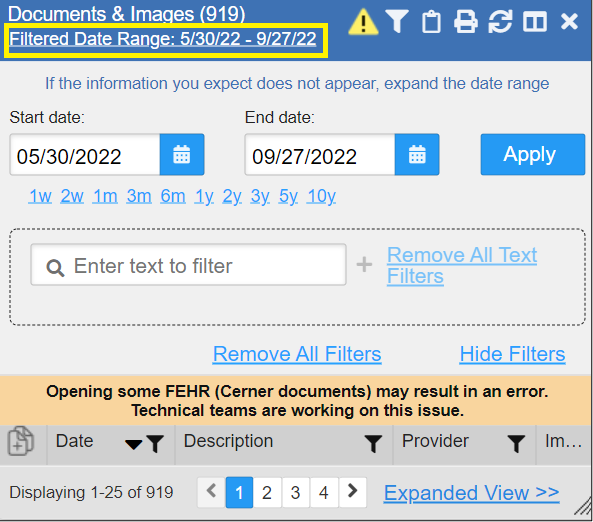 Documents & Images (919)
Filtered Date Range: 5/30/22 - 9/27/22
If the information you expect does not appear, expand the date range
Start date:
End date:
05/30/2022
09/27/2022
Apply
1w 2w 1m 3m 6m 1y 2y 3y 5y 10y
Enter text to filter
+
Remove All Text
Filters
Remove All Filters
Hide Filters
Opening some FEHR (Cerner documents) may result in an error.
Technical teams are working on this issue.
Date Description Provider Im...
Displaying 1-25 of 919
< 1 2 3 4 >
Expanded View >>